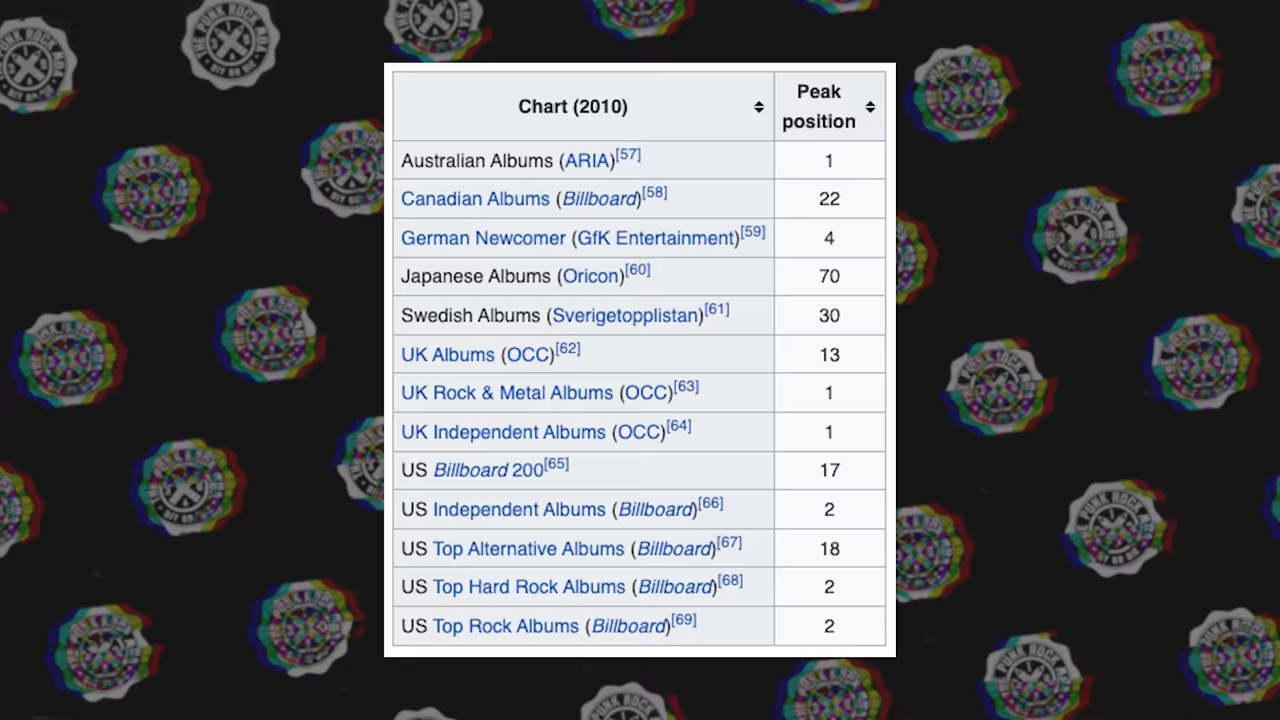 Chart (2010) Peak position
Australian Albums (ARIA)[57] 1
Canadian Albums (Billboard)[58] 22
German Newcomer (GfK Entertainment)[59] 4
Japanese Albums (Oricon)[60] 70
Swedish Albums (Sverigetopplistan)[61] 30
UK Albums (OCC)[62] 13
UK Rock & Metal Albums (OCC)[63] 1
UK Independent Albums (OCC)[64] 1
US Billboard 200[65] 17
US Independent Albums (Billboard)[66] 2
US Top Alternative Albums (Billboard)[67] 18
US Top Hard Rock Albums (Billboard)[68] 2
US Top Rock Albums (Billboard)[69] 2
THE PUNK ROCK MBA